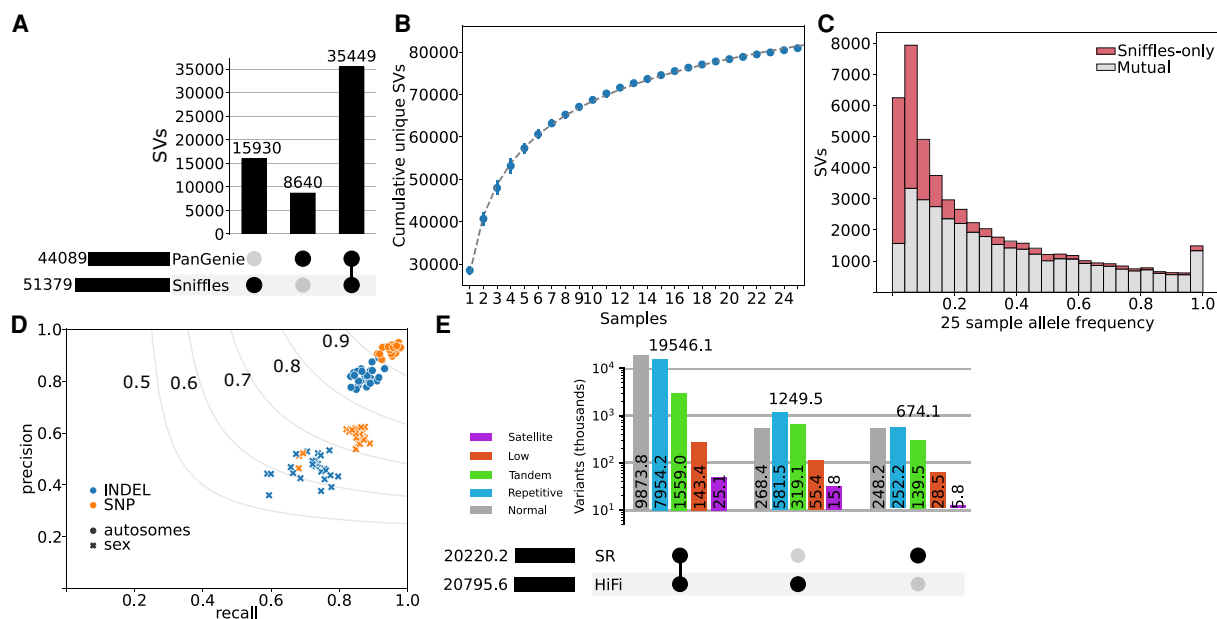 A
35449
35000
30000
25000
20000
15930
15000
8640
10000
5000
0
SVs
44089
PanGenie
51379
Sniffles
B
80000
70000
60000
50000
40000
30000
Cumulative unique SVs
1 2 3 4 5 6 7 8 9 10 12 14 16 18 20 22 24
Samples
C
8000
7000
6000
5000
4000
3000
2000
1000
SVs
Sniffles-only
Mutual
0.2 0.4 0.6 0.8 1.0
25 sample allele frequency
D
1.0
0.8
0.6
0.4
0.2
precision
0.5 0.6 0.7 0.8 0.9
INDEL
SNP
autosomes
sex
0.2 0.4 0.6 0.8 1.0
recall
E
Satellite
Low
Tandem
Repetitive
Normal
Variants (thousands)
10⁴
10³
10²
10¹
19546.1
1249.5
674.1
9873.8 7954.2 1559.0 143.4 25.1
268.4 581.5 319.1 55.4 15.8
248.2 252.2 139.5 28.5 5.8
20220.2
SR
20795.6
HiFi